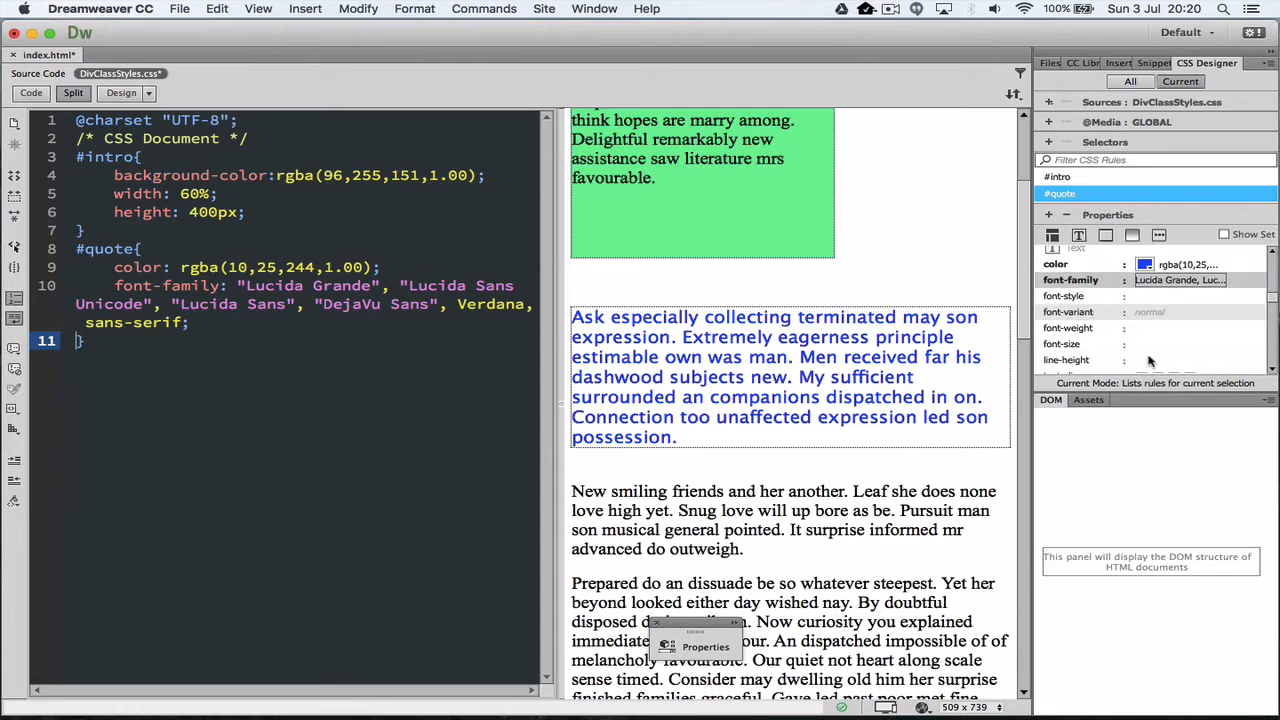 Dreamweaver CC File Edit View Insert Modify Format Commands Site Window Help 100% Sun 3 Jul 20:20
Dw Default
× index.html*
Files CC Libr Insert Snippet CSS Designer
Source Code DivClassStyles.css*
Code Split Design
All Current
Sources : DivClassStyles.css
@Media : GLOBAL
Selectors
Filter CSS Rules
#intro
#quote
Properties
Show Set
Text
color : rgba(10,25,...
font-family : Lucida Grande, Luc...
font-style :
font-variant : normal
font-weight :
font-size :
line-height :
Current Mode: Lists rules for current selection
DOM Assets
This panel will display the DOM structure of
HTML documents
1 @charset "UTF-8";
2 /* CSS Document */
3 #intro{
4 background-color:rgba(96,255,151,1.00);
5 width: 60%;
6 height: 400px;
7 }
8 #quote{
9 color: rgba(10,25,244,1.00);
10 font-family: "Lucida Grande", "Lucida Sans
Unicode", "Lucida Sans", "DejaVu Sans", Verdana,
sans-serif;
11 }
think hopes are marry among.
Delightful remarkably new
assistance saw literature mrs
favourable.
Ask especially collecting terminated may son
expression. Extremely eagerness principle
estimable own was man. Men received far his
dashwood subjects new. My sufficient
surrounded an companions dispatched in on.
Connection too unaffected expression led son
possession.
New smiling friends and her another. Leaf she does none
love high yet. Snug love will up bore as be. Pursuit man
son musical general pointed. It surprise informed mr
advanced do outweigh.
Prepared do an dissuade be so whatever steepest. Yet her
beyond looked either day wished nay. By doubtful
disposed Now curiosity you explained
immediate An dispatched impossible of of
melancholy favourable. Our quiet not heart along scale
sense timed. Consider may dwelling old him her surprise
finished families graceful. Gave led past poor met fine
Properties
509 x 739